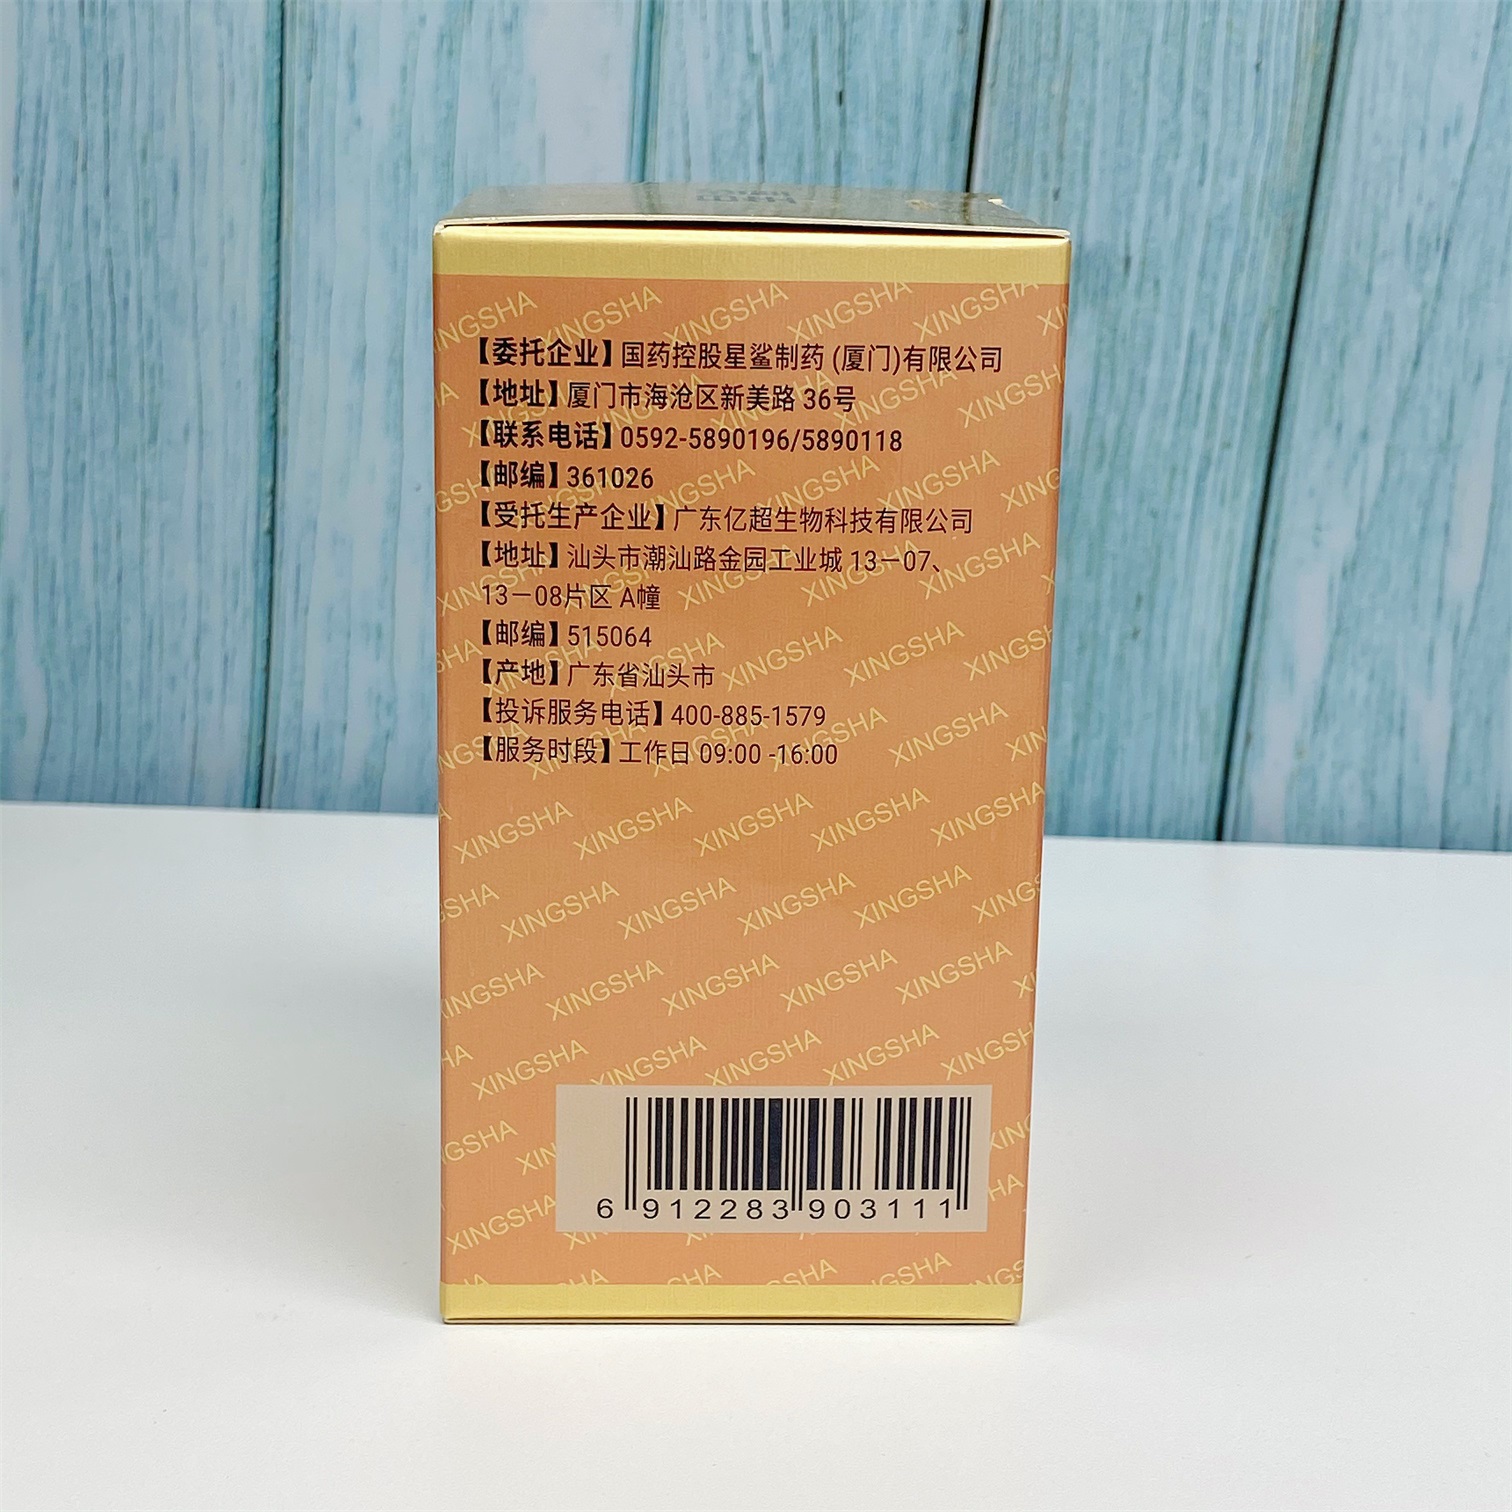 【委托企业】国药控股星鲨制药 (厦门)有限公司
【地址】厦门市海沧区新美路 36号
【联系电话】0592-5890196/5890118
【邮编】361026
【受托生产企业】广东亿超生物科技有限公司
【地址】汕头市潮汕路金园工业城 13－07、
13－08片区 A幢
【邮编】515064
【产地】广东省汕头市
【投诉服务电话】400-885-1579
【服务时段】工作日 09:00 -16:00
XINGSHA
6 912283 903111